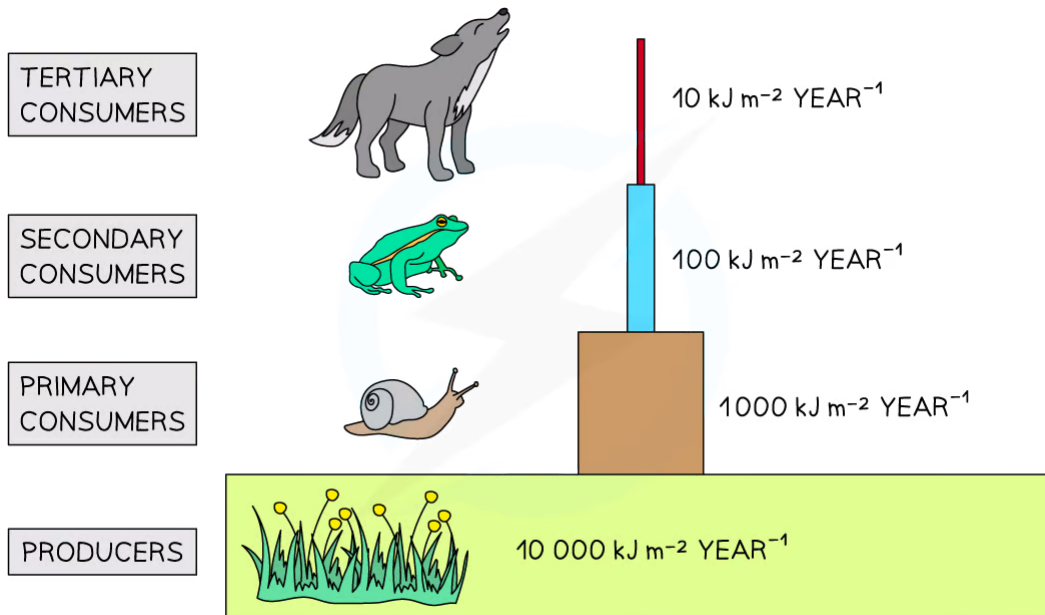 TERTIARY
CONSUMERS
10 kJ m⁻² YEAR⁻¹
SECONDARY
CONSUMERS
100 kJ m⁻² YEAR⁻¹
PRIMARY
CONSUMERS
1000 kJ m⁻² YEAR⁻¹
PRODUCERS
10 000 kJ m⁻² YEAR⁻¹